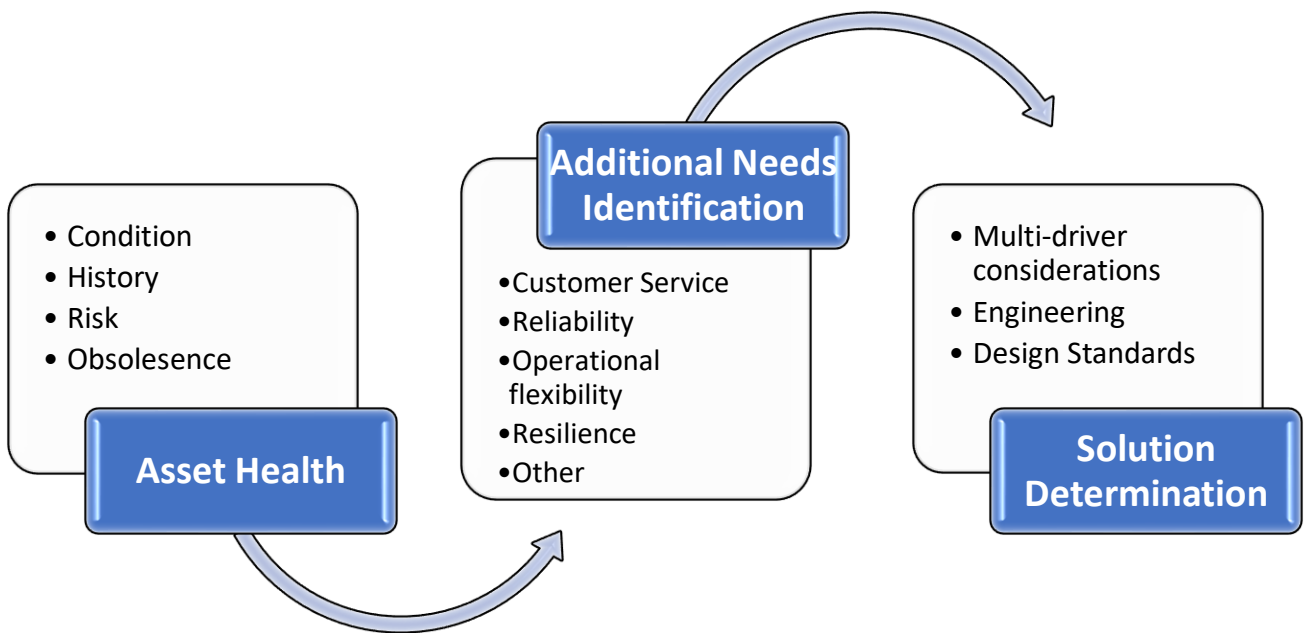 • Condition
• History
• Risk
• Obsolesence
Asset Health
Additional Needs
Identification
•Customer Service
•Reliability
•Operational
flexibility
•Resilience
•Other
• Multi-driver
considerations
• Engineering
• Design Standards
Solution
Determination